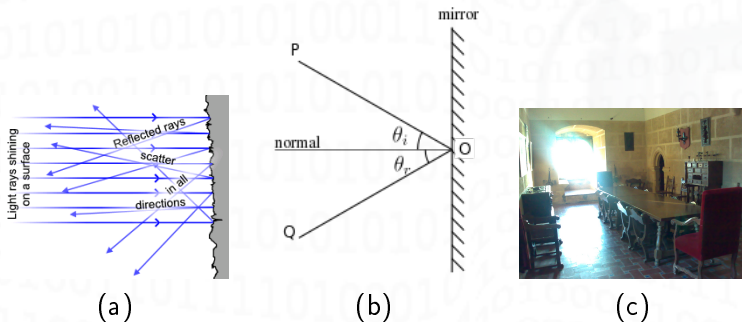 Light rays shining
on a surface
Reflected rays
scatter
in all
directions
mirror
P
normal
θi
O
θr
Q
(a)
(b)
(c)